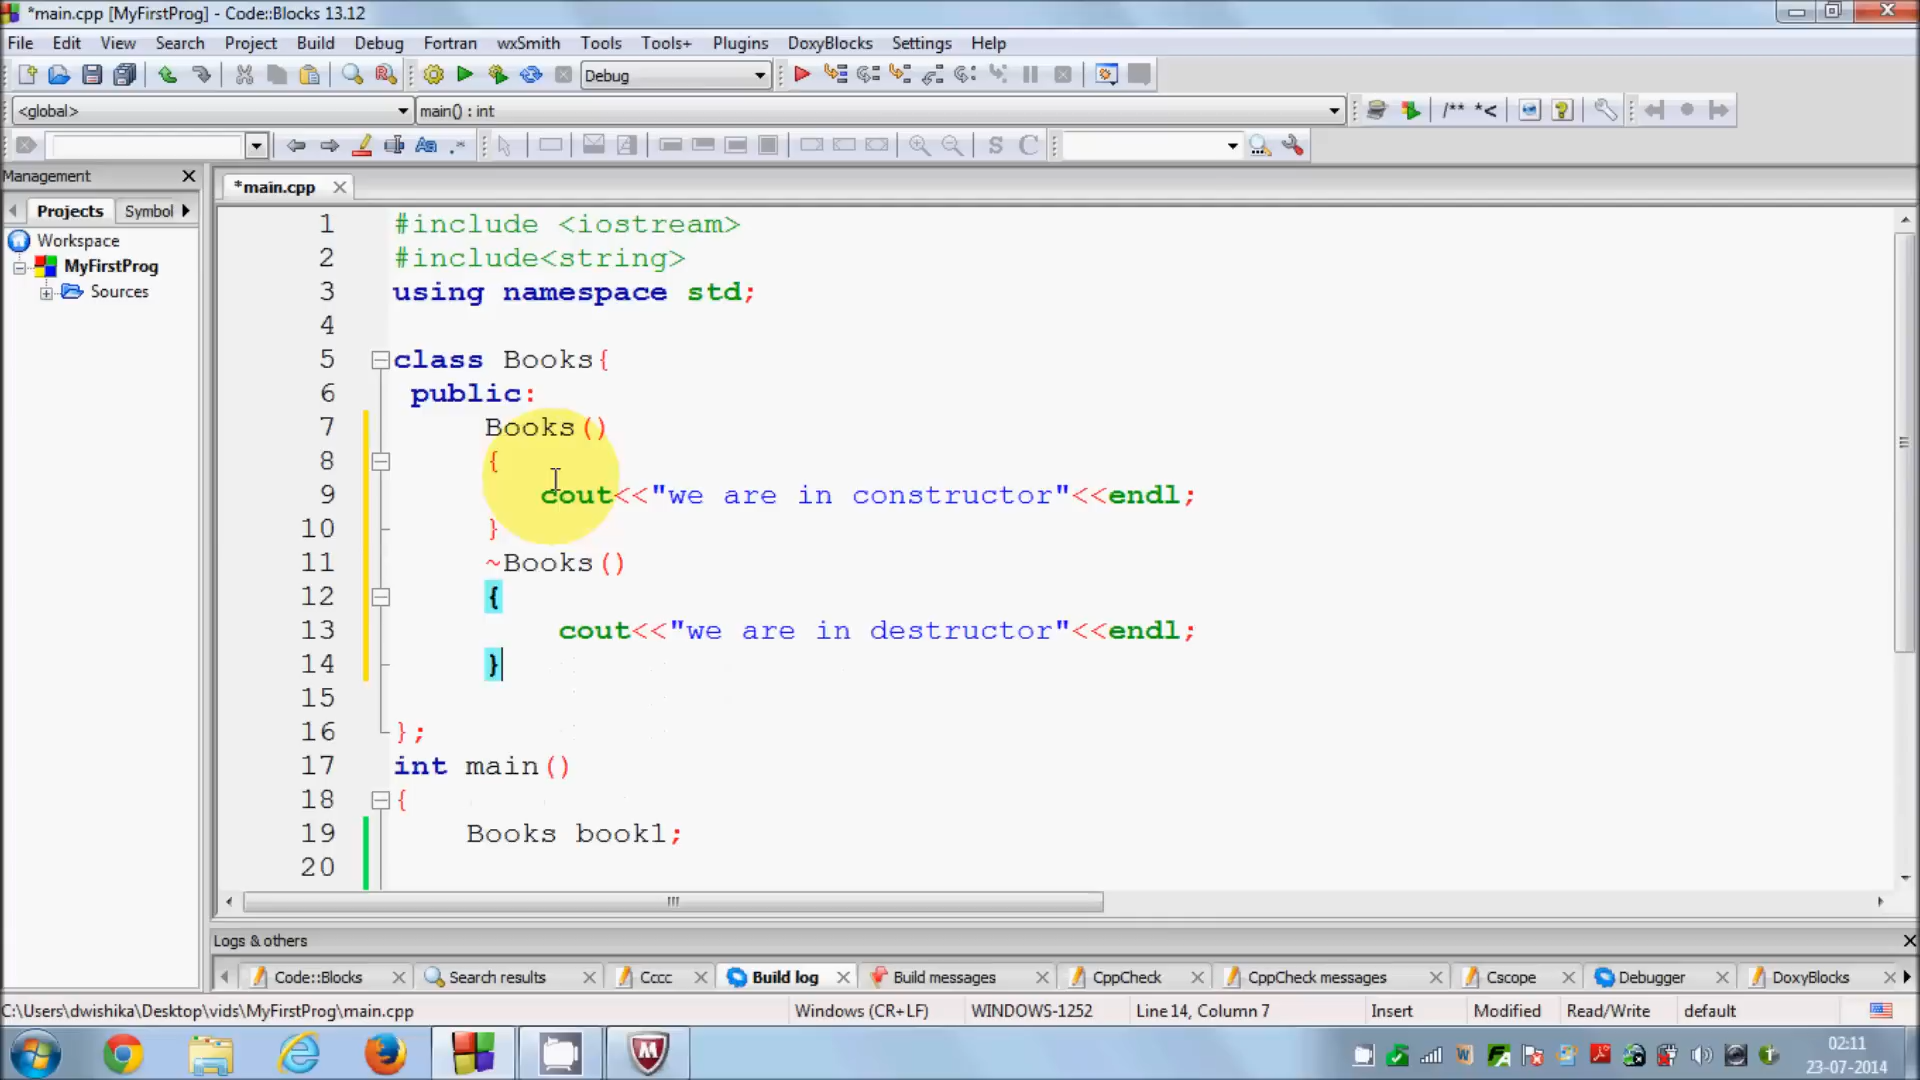 *main.cpp [MyFirstProg] - Code::Blocks 13.12
File Edit View Search Project Build Debug Fortran wxSmith Tools Tools+ Plugins DoxyBlocks Settings Help
Debug
<global> main() : int /** *<
S C
Management
*main.cpp
Projects Symbol
Workspace
MyFirstProg
Sources
1 #include <iostream>
2 #include<string>
3 using namespace std;
4
5 class Books{
6 public:
7 Books()
8 {
9 cout<<"we are in constructor"<<endl;
10 }
11 ~Books()
12 {
13 cout<<"we are in destructor"<<endl;
14 }
15
16 };
17 int main()
18 {
19 Books book1;
20
Logs & others
Code::Blocks Search results Cccc Build log Build messages CppCheck CppCheck messages Cscope Debugger DoxyBlocks
C:\Users\dwishika\Desktop\vids\MyFirstProg\main.cpp Windows (CR+LF) WINDOWS-1252 Line 14, Column 7 Insert Modified Read/Write default
02:11
23-07-2014